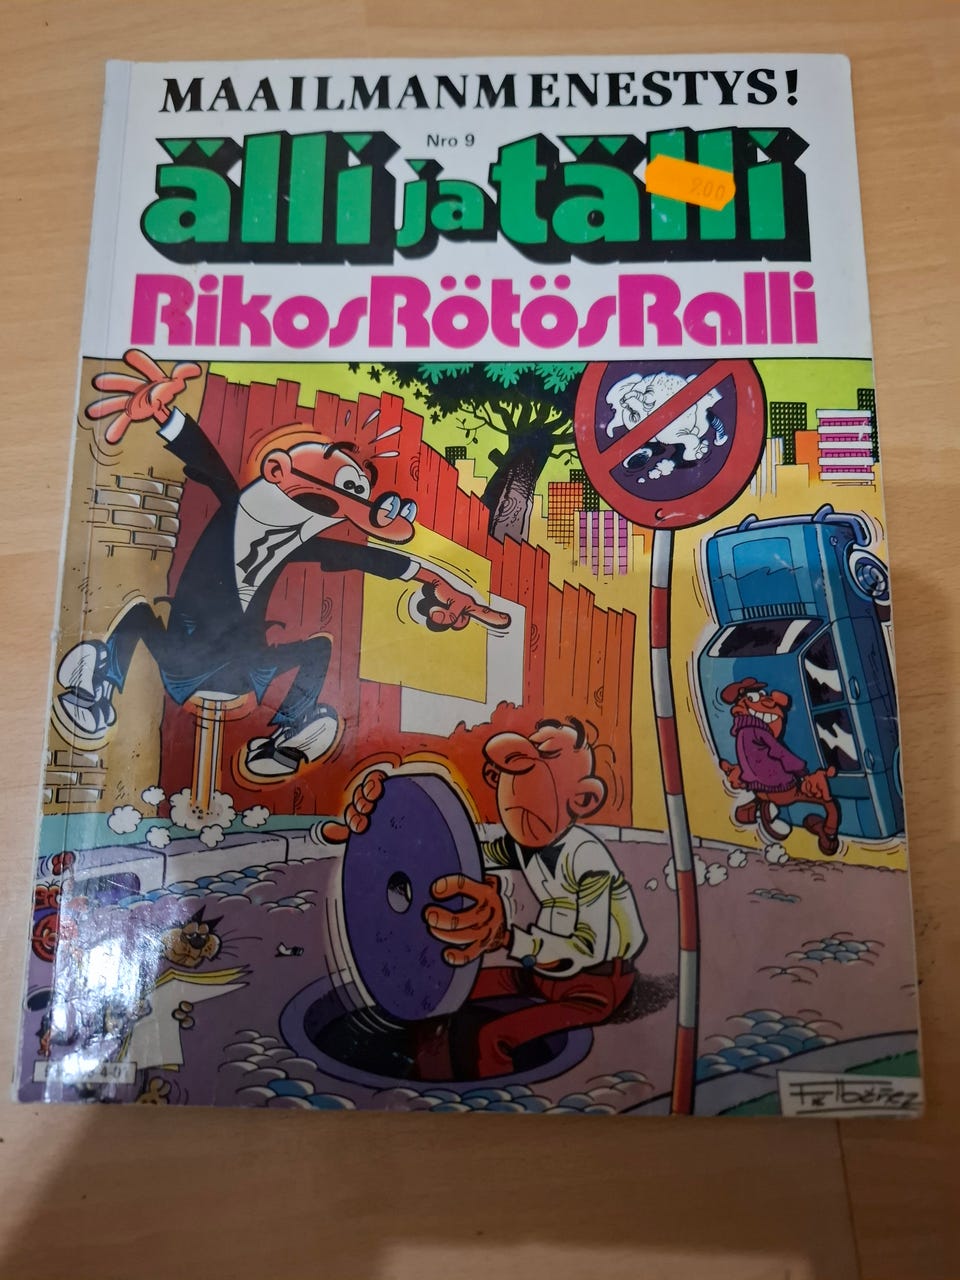 MAAILMANMENESTYS!
Nro 9
älli ja tälli
RikosRötösRalli